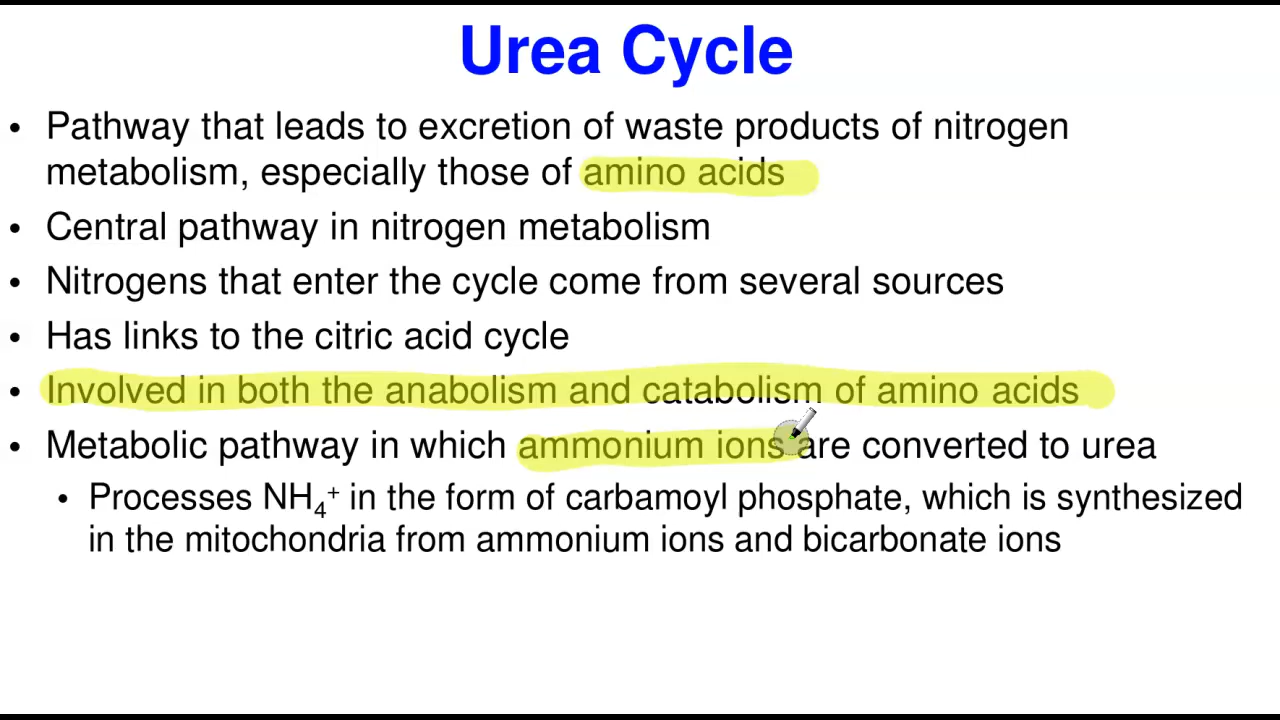 Urea Cycle
• Pathway that leads to excretion of waste products of nitrogen
metabolism, especially those of amino acids
• Central pathway in nitrogen metabolism
• Nitrogens that enter the cycle come from several sources
• Has links to the citric acid cycle
• Involved in both the anabolism and catabolism of amino acids
• Metabolic pathway in which ammonium ions are converted to urea
• Processes NH₄⁺ in the form of carbamoyl phosphate, which is synthesized
in the mitochondria from ammonium ions and bicarbonate ions